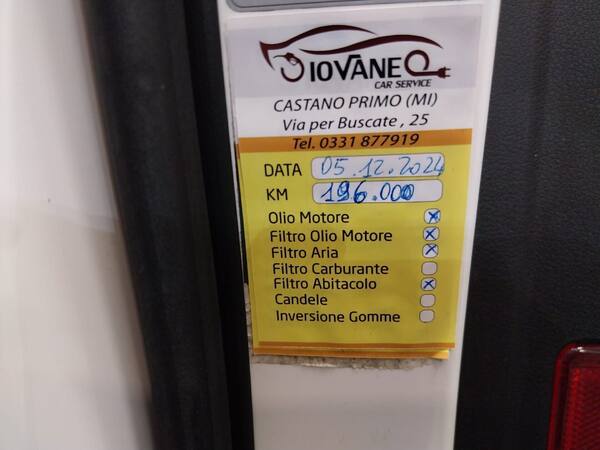 GIOVANE
CAR SERVICE
CASTANO PRIMO (MI)
Via per Buscate , 25
Tel. 0331 877919
DATA 05.12.2024
KM 196.000
Olio Motore
Filtro Olio Motore
Filtro Aria
Filtro Carburante
Filtro Abitacolo
Candele
Inversione Gomme